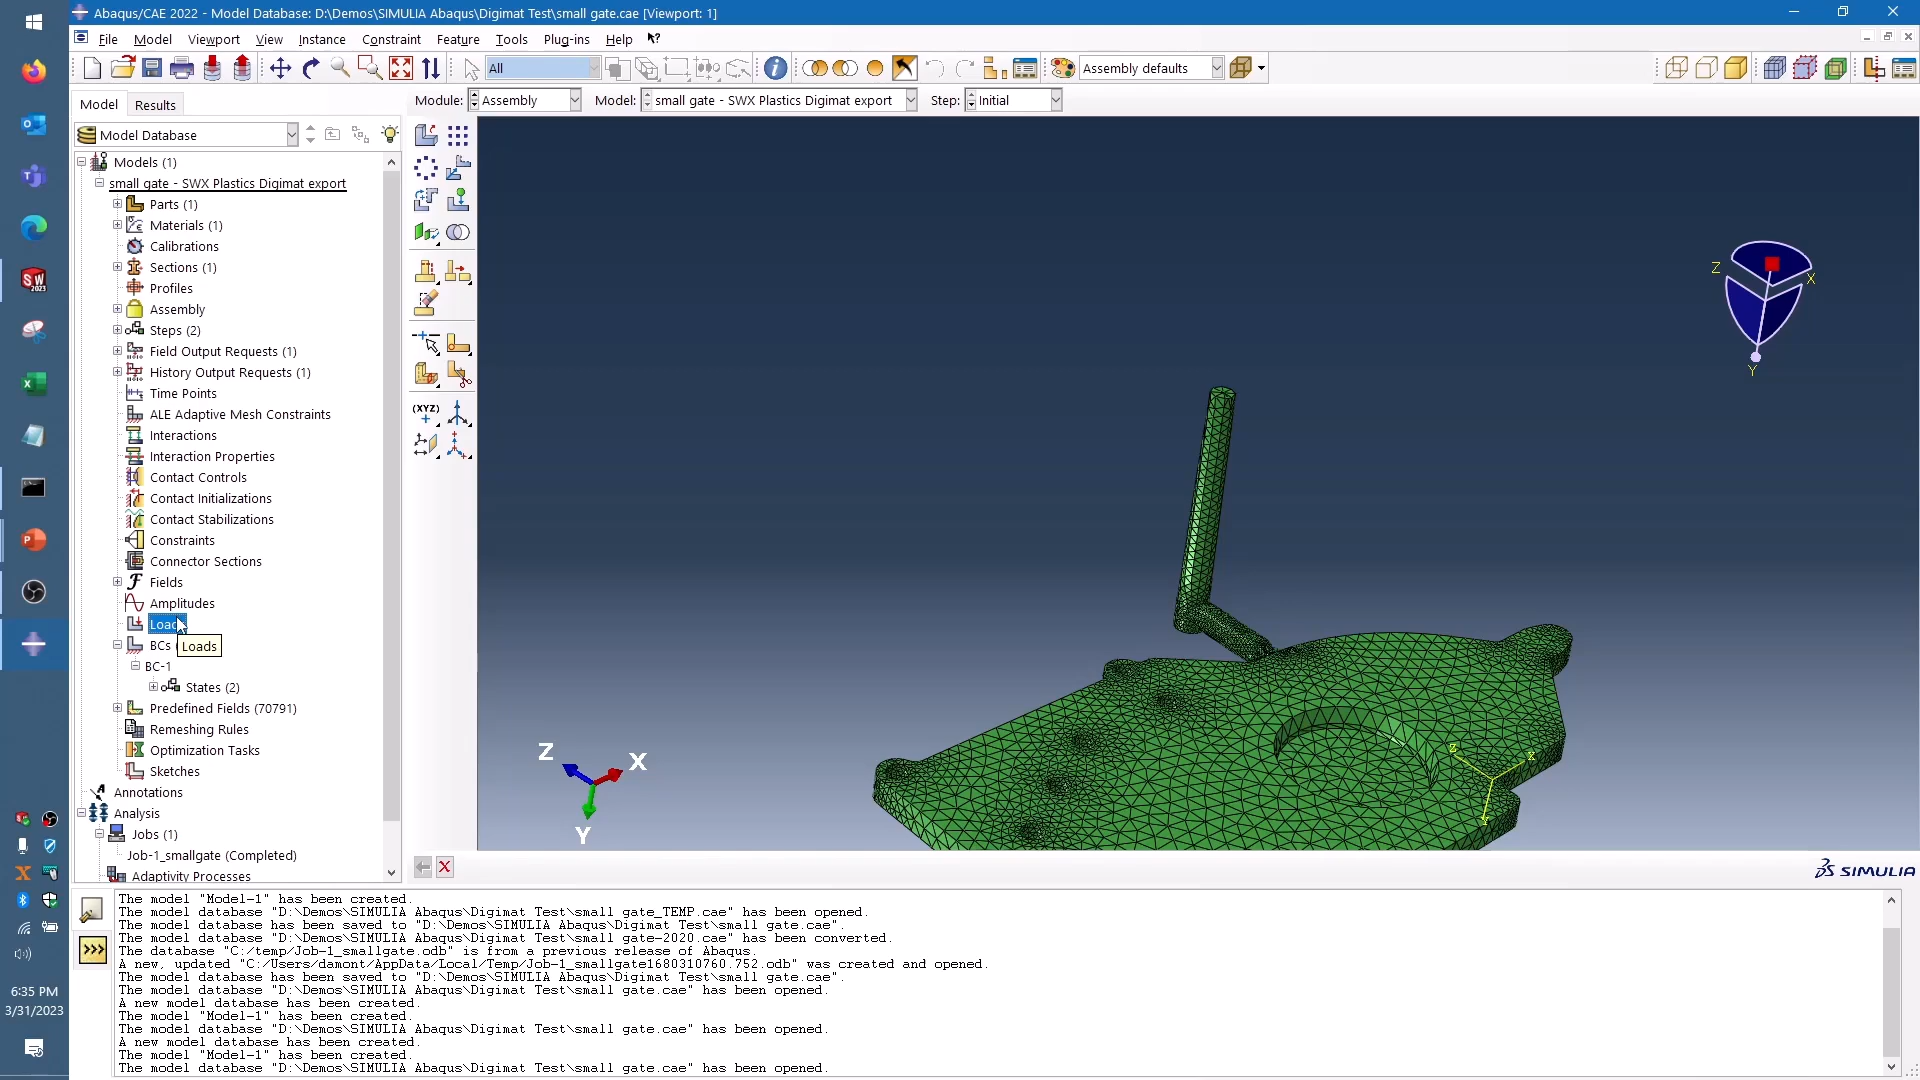 Abaqus/CAE 2022 - Model Database: D:\Demos\SIMULIA Abaqus\Digimat Test\small gate.cae [Viewport: 1]
File Model Viewport View Instance Constraint Feature Tools Plug-ins Help
All
Assembly defaults
Model Results
Module: Assembly Model: small gate - SWX Plastics Digimat export Step: Initial
Model Database
Models (1)
small gate - SWX Plastics Digimat export
Parts (1)
Materials (1)
Calibrations
Sections (1)
Profiles
Assembly
Steps (2)
Field Output Requests (1)
History Output Requests (1)
Time Points
ALE Adaptive Mesh Constraints
Interactions
Interaction Properties
Contact Controls
Contact Initializations
Contact Stabilizations
Constraints
Connector Sections
Fields
Amplitudes
Loads
BCs
Loads
BC-1
States (2)
Predefined Fields (70791)
Remeshing Rules
Optimization Tasks
Sketches
Annotations
Analysis
Jobs (1)
Job-1_smallgate (Completed)
Adaptivity Processes
(XYZ)
Z
X
Y
Z X
Y
Z X
Y
SIMULIA
The model "Model-1" has been created.
The model database "D:\Demos\SIMULIA Abaqus\Digimat Test\small gate_TEMP.cae" has been opened.
The model database has been saved to "D:\Demos\SIMULIA Abaqus\Digimat Test\small gate.cae".
The model database "D:\Demos\SIMULIA Abaqus\Digimat Test\small gate-2020.cae" has been converted.
The database "C:/temp/Job-1_smallgate.odb" is from a previous release of Abaqus.
A new, updated "C:/Users/damont/AppData/Local/Temp/Job-1_smallgate1680310760.752.odb" was created and opened.
The model database has been saved to "D:\Demos\SIMULIA Abaqus\Digimat Test\small gate.cae".
The model database "D:\Demos\SIMULIA Abaqus\Digimat Test\small gate.cae" has been opened.
A new model database has been created.
The model "Model-1" has been created.
The model database "D:\Demos\SIMULIA Abaqus\Digimat Test\small gate.cae" has been opened.
A new model database has been created.
The model "Model-1" has been created.
The model database "D:\Demos\SIMULIA Abaqus\Digimat Test\small gate.cae" has been opened.
SW
2023
6:35 PM
3/31/2023